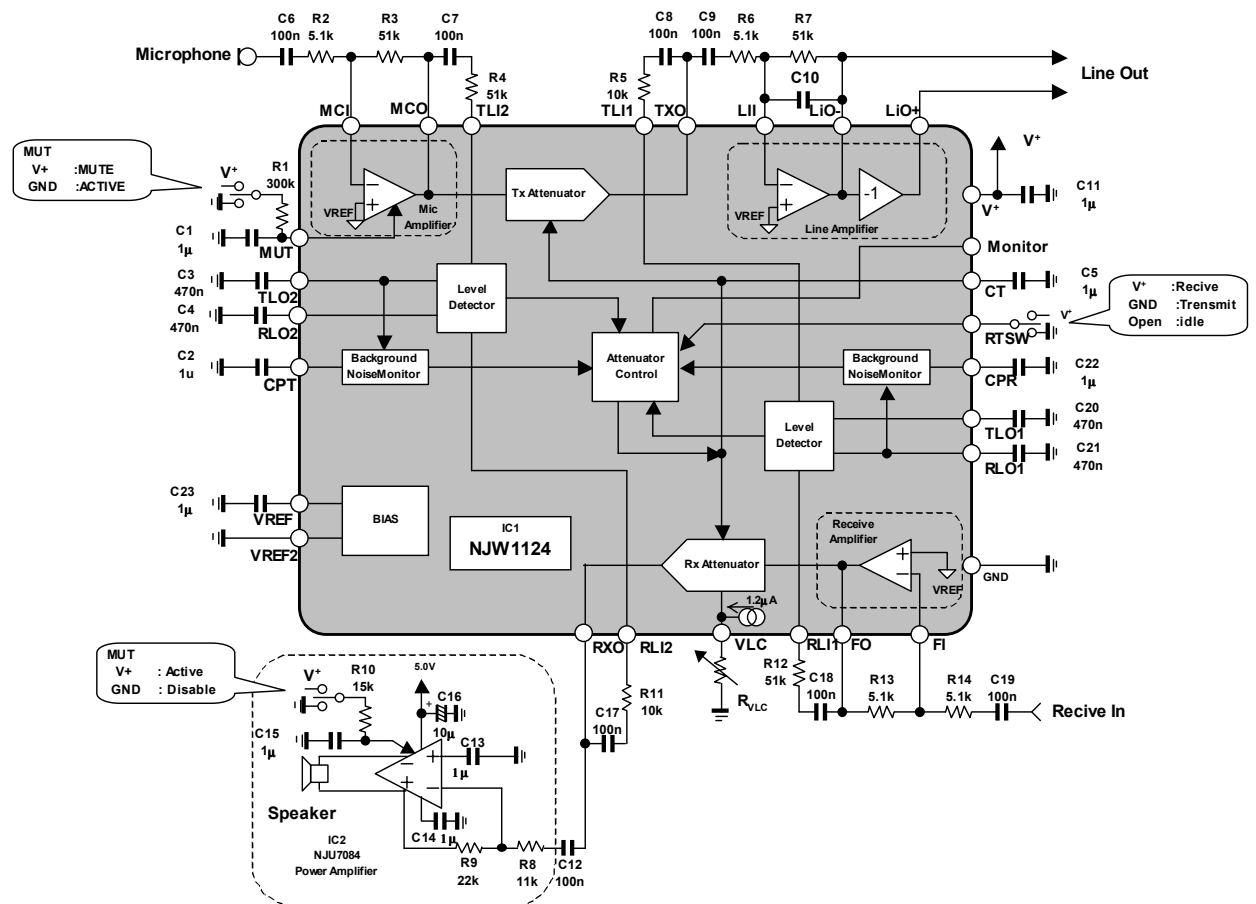 C6 R2 R3 C7
100n 5.1k 51k 100n
Microphone
R4
51k
MCI MCO TLI2
C8 C9 R6 R7
100n 100n 5.1k 51k
R5
10k
C10
Line Out
TLI1 TXO LII LiO- LiO+
MUT
V+ :MUTE
GND :ACTIVE
V+
R1
300k
C1
1µ
MUT
VREF
Mic
Amplifier
Tx Attenuator
VREF
-1
Line Amplifier
V+
V+
C11
1µ
Monitor
C3
470n
TLO2
C4
470n
RLO2
Level
Detector
CT
C5
1µ
V+ :Recive
GND :Transmit
Open :idle
V+
RTSW
C2
1u
CPT
Background
NoiseMonitor
Attenuator
Control
Background
NoiseMonitor
CPR
C22
1µ
Level
Detector
C20
470n
TLO1
C21
470n
RLO1
C23
1µ
VREF
VREF2
BIAS
IC1
NJW1124
Rx Attenuator
Receive
Amplifier
VREF
GND
1.2µA
RXO RLI2 VLC RLI1 FO FI
MUT
V+ : Active
GND : Disable
V+
R10
15k
5.0V
C16
+
10µ
C15
1µ
C13
1µ
C14 1µ
Speaker
IC2
NJU7084
Power Amplifier
R9
22k
R8
11k
C12
100n
C17
100n
R11
10k
RVLC
R12
51k
C18
100n
R13
5.1k
R14
5.1k
C19
100n
Recive In